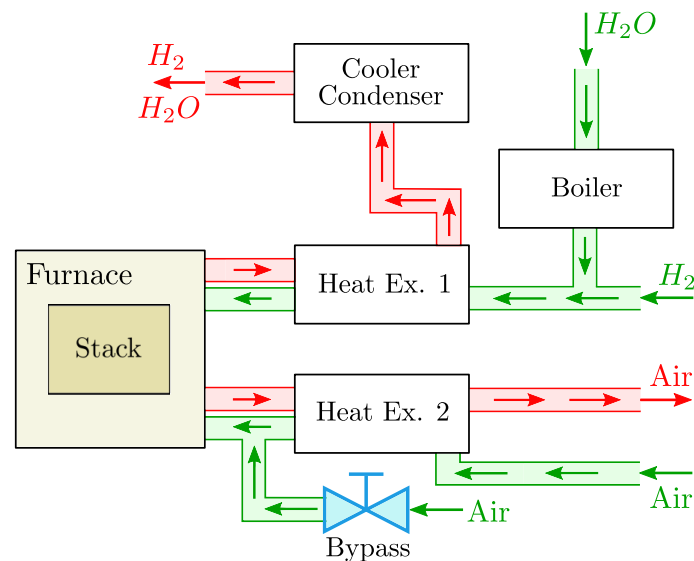 H₂O
H₂
H₂O
Cooler
Condenser
Boiler
Furnace
Heat Ex. 1
H₂
Stack
Heat Ex. 2
Air
Air
Air
Bypass